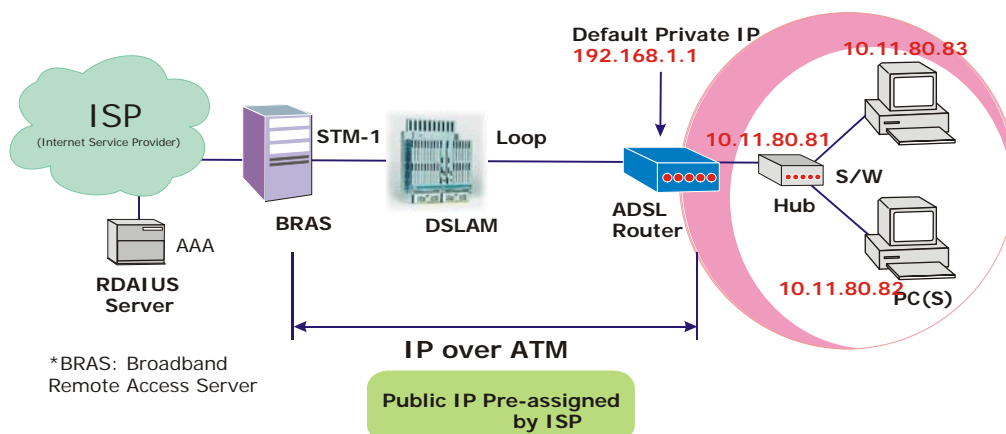 Default Private IP
192.168.1.1
10.11.80.83
ISP
(Internet Service Provider)
STM-1
Loop
10.11.80.81
S/W
Hub
BRAS
DSLAM
ADSL
Router
AAA
RDAIUS
Server
10.11.80.82
PC(S)
IP over ATM
*BRAS: Broadband
Remote Access Server
Public IP Pre-assigned
by ISP